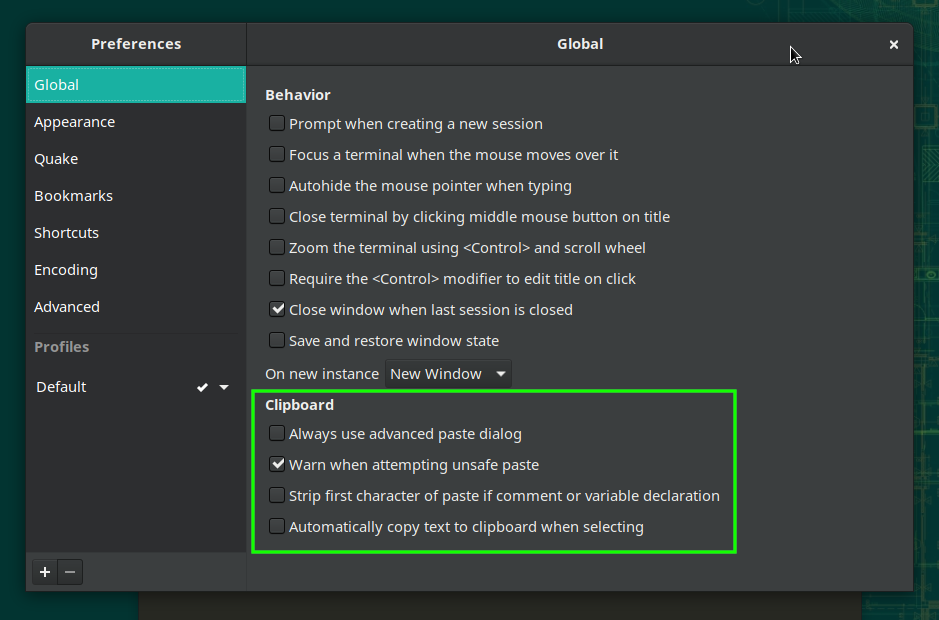 Preferences
Global
Global
Appearance
Quake
Bookmarks
Shortcuts
Encoding
Advanced
Profiles
Default
Behavior
Prompt when creating a new session
Focus a terminal when the mouse moves over it
Autohide the mouse pointer when typing
Close terminal by clicking middle mouse button on title
Zoom the terminal using <Control> and scroll wheel
Require the <Control> modifier to edit title on click
Close window when last session is closed
Save and restore window state
On new instance New Window
Clipboard
Always use advanced paste dialog
Warn when attempting unsafe paste
Strip first character of paste if comment or variable declaration
Automatically copy text to clipboard when selecting